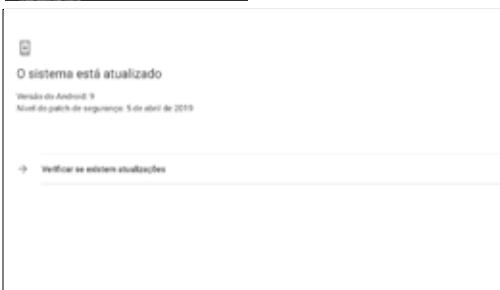 O sistema está atualizado
Versão do Android: 9
Nível do patch de segurança: 5 de abril de 2019
Verificar se existem atualizações